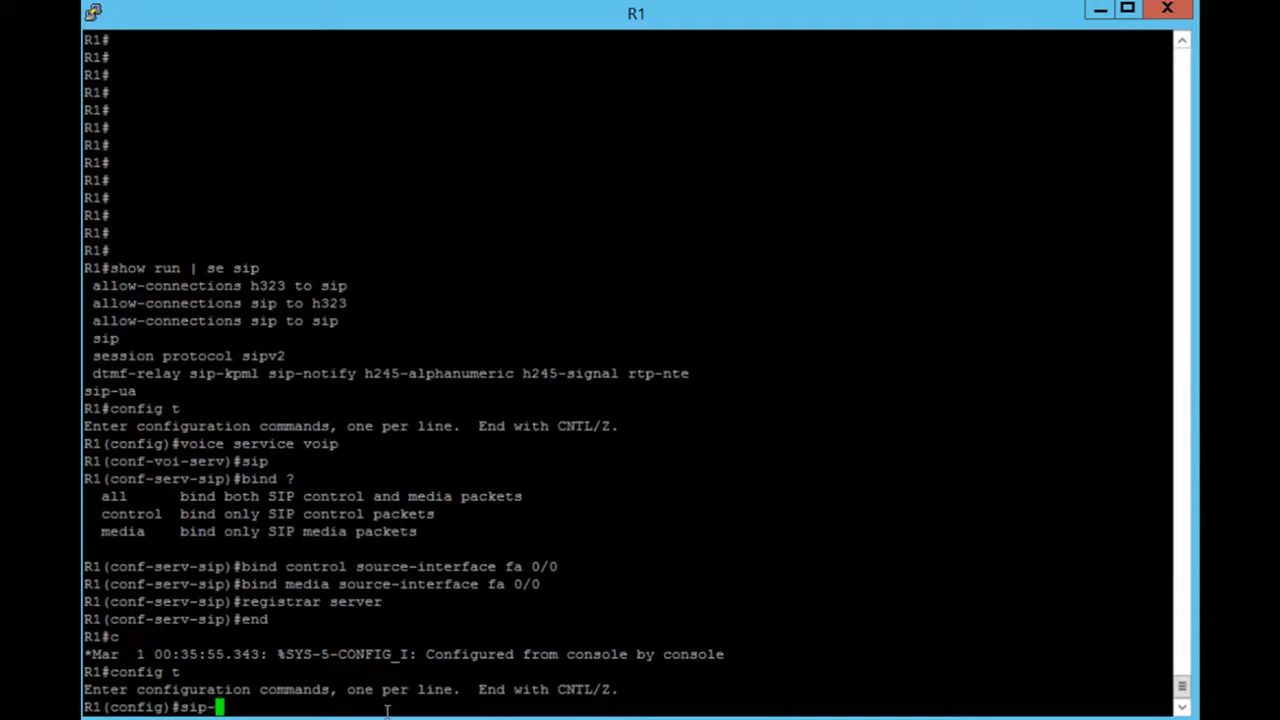 R1
R1#
R1#
R1#
R1#
R1#
R1#
R1#
R1#
R1#
R1#
R1#
R1#
R1#
R1#show run | se sip
allow-connections h323 to sip
allow-connections sip to h323
allow-connections sip to sip
sip
session protocol sipv2
dtmf-relay sip-kpml sip-notify h245-alphanumeric h245-signal rtp-nte
sip-ua
R1#config t
Enter configuration commands, one per line.  End with CNTL/Z.
R1(config)#voice service voip
R1(conf-voi-serv)#sip
R1(conf-serv-sip)#bind ?
all      bind both SIP control and media packets
control  bind only SIP control packets
media    bind only SIP media packets
R1(conf-serv-sip)#bind control source-interface fa 0/0
R1(conf-serv-sip)#bind media source-interface fa 0/0
R1(conf-serv-sip)#registrar server
R1(conf-serv-sip)#end
R1#c
*Mar  1 00:35:55.343: %SYS-5-CONFIG_I: Configured from console by console
R1#config t
Enter configuration commands, one per line.  End with CNTL/Z.
R1(config)#sip-